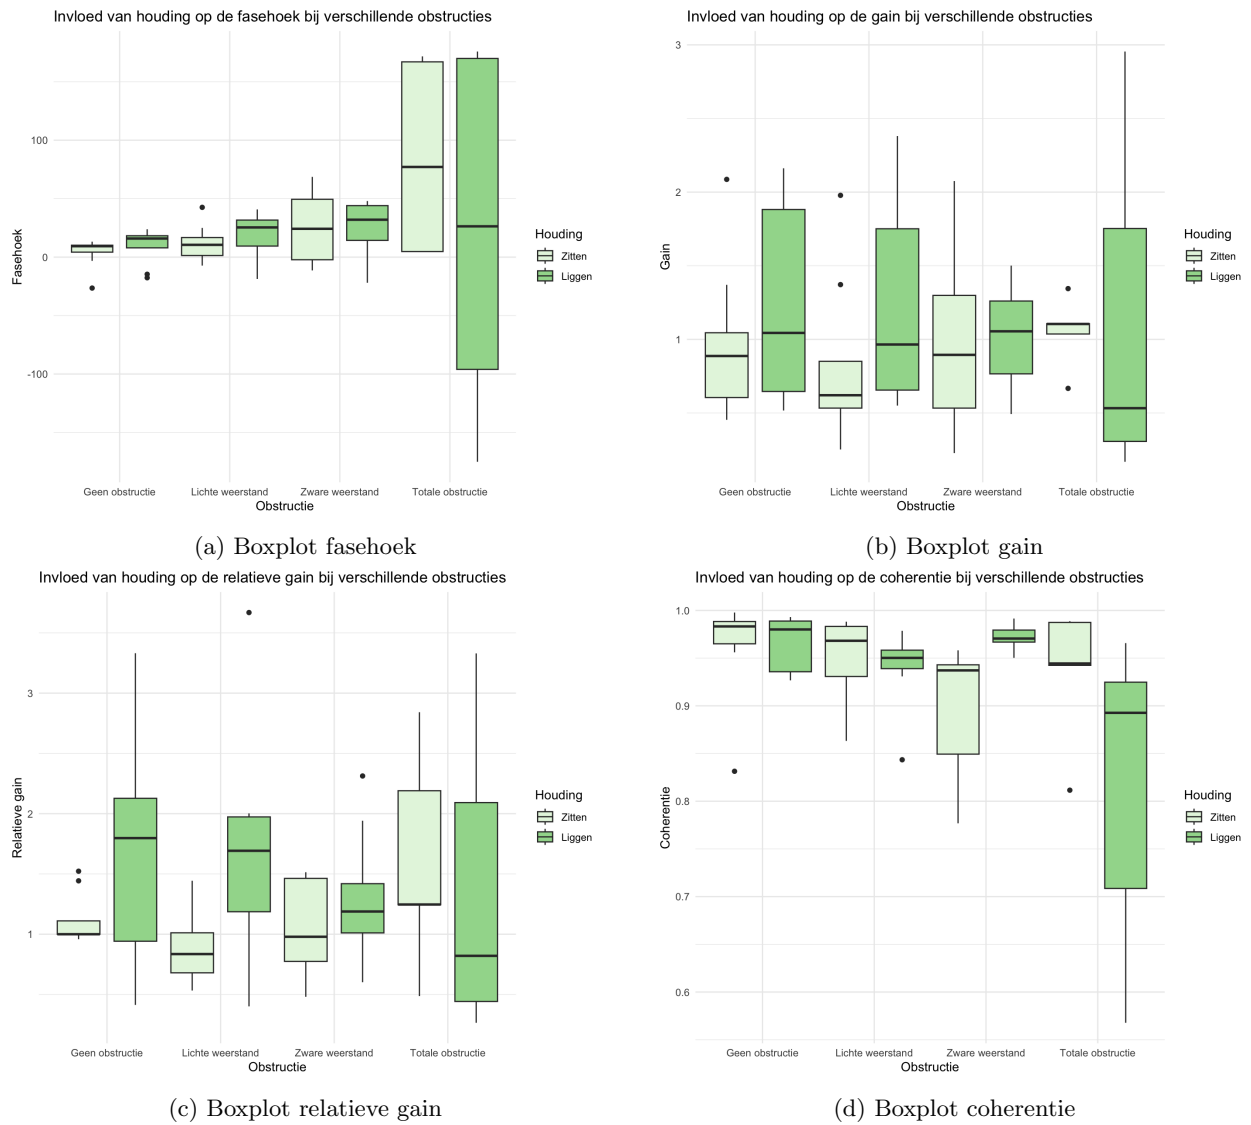 Invloed van houding op de fasehoek bij verschillende obstructies
Fasehoek
100
0
-100
Geen obstructie
Lichte weerstand
Zware weerstand
Totale obstructie
Obstructie
Houding
Zitten
Liggen
(a) Boxplot fasehoek
Invloed van houding op de gain bij verschillende obstructies
Gain
3
2
1
Geen obstructie
Lichte weerstand
Zware weerstand
Totale obstructie
Obstructie
Houding
Zitten
Liggen
(b) Boxplot gain
Invloed van houding op de relatieve gain bij verschillende obstructies
Relatieve gain
3
2
1
Geen obstructie
Lichte weerstand
Zware weerstand
Totale obstructie
Obstructie
Houding
Zitten
Liggen
(c) Boxplot relatieve gain
Invloed van houding op de coherentie bij verschillende obstructies
Coherentie
1.0
0.9
0.8
0.7
0.6
Geen obstructie
Lichte weerstand
Zware weerstand
Totale obstructie
Obstructie
Houding
Zitten
Liggen
(d) Boxplot coherentie